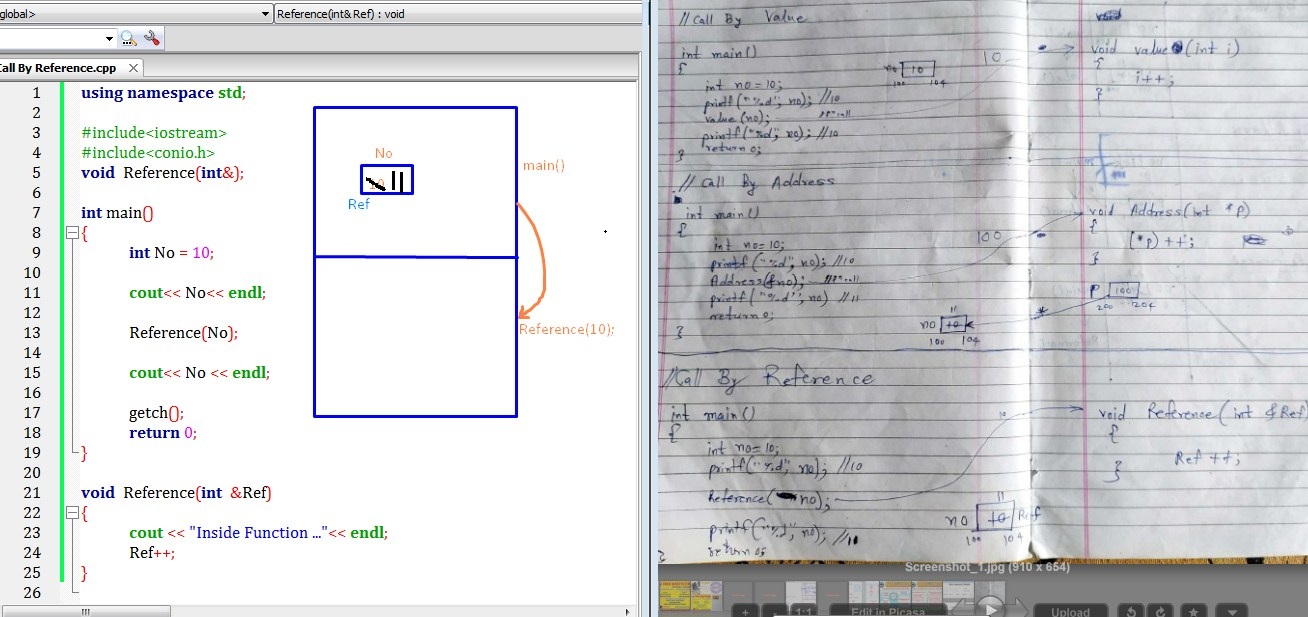 global>
Reference(int& Ref) : void
Call By Reference.cpp
1 using namespace std;
2
3 #include<iostream>
4 #include<conio.h>
5 void Reference(int&);
6
7 int main()
8 {
9 int No = 10;
10
11 cout<< No<< endl;
12
13 Reference(No);
14
15 cout<< No << endl;
16
17 getch();
18 return 0;
19 }
20
21 void Reference(int &Ref)
22 {
23 cout << "Inside Function ..."<< endl;
24 Ref++;
25 }
26
No
10 11
Ref
main()
Reference(10);
// Call By Value
int main()
{
int no = 10;
printf("%d", no); //10
value (no);
printf("%d", no); //10
return 0;
}
no 10
100 104
10
void value (int i)
{
i++;
}
// Call By Address
int main()
{
int no= 10;
printf("%d", no); //10
Address(&no);
printf("%d", no) //11
return 0;
}
100
void Address(int *p)
{
(*p) ++;
}
P 100
200 204
11
no 10
100 104
//Call By Reference
int main()
{
int no= 10;
printf("%d", no); //10
Reference( no);
printf("%d", no); //11
return 0;
}
10
void Reference( int &Ref)
{
Ref ++;
}
11
no 10 Ref
100 104
Screenshot_1.jpg (910 x 654)
1:1
Edit in Picasa
Upload